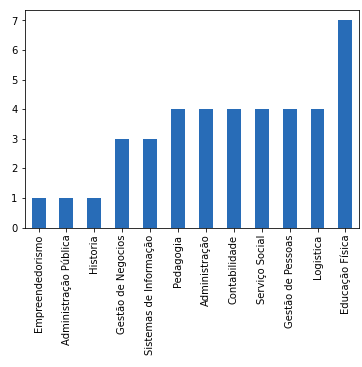 7
6
5
4
3
2
1
0
Empreendedorismo
Administração Pública
Historia
Gestão de Negocios
Sistemas de Informação
Pedagogia
Administração
Contabilidade
Serviço Social
Gestão de Pessoas
Logistica
Educação Física